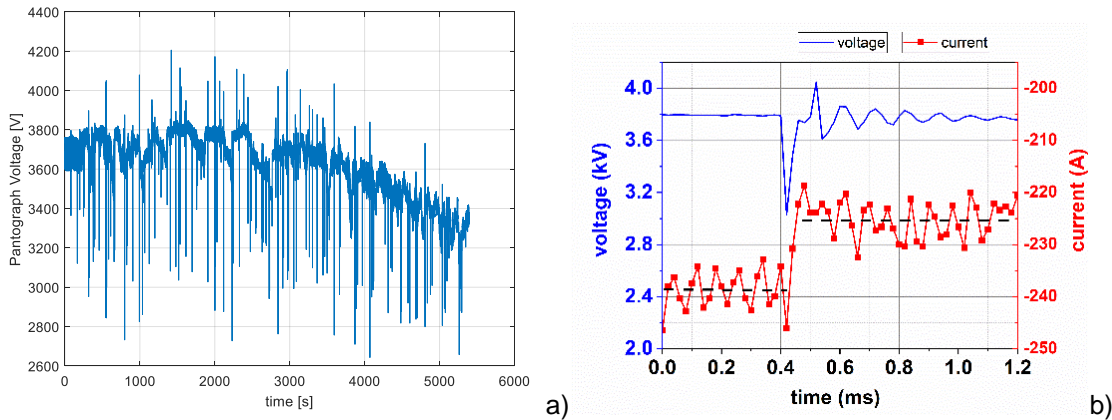 4400
4200
4000
3800
3600
3400
3200
3000
2800
2600
0 1000 2000 3000 4000 5000 6000
Pantograph Voltage [V]
time [s]
a)
voltage current
4.0
3.6
3.2
2.8
2.4
2.0
voltage (kV)
-200
-210
-220
-230
-240
-250
current (A)
0.0 0.2 0.4 0.6 0.8 1.0 1.2
time (ms)
b)